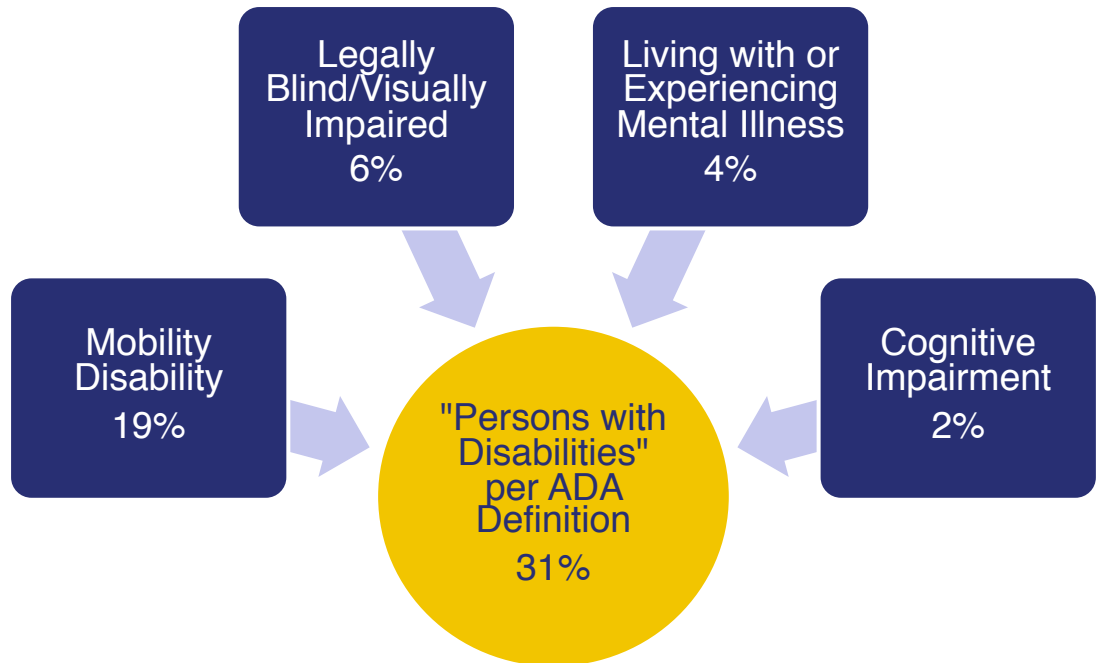 Legally
Blind/Visually
Impaired
6%
Living with or
Experiencing
Mental Illness
4%
Mobility
Disability
19%
Cognitive
Impairment
2%
"Persons with
Disabilities"
per ADA
Definition
31%